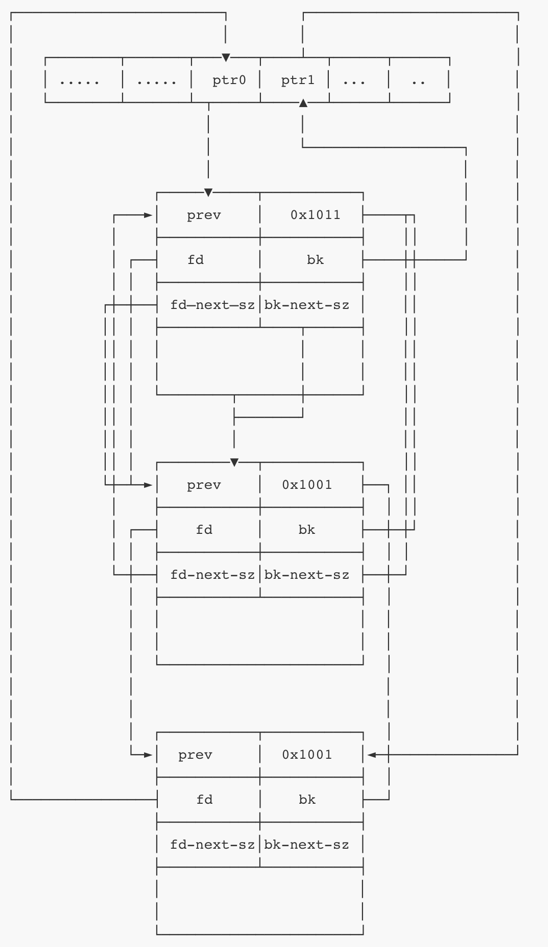 ..... ..... ptr0 ptr1 ... ..
prev 0x1011
fd bk
fd—next—sz bk-next-sz
prev 0x1001
fd bk
fd-next-sz bk-next-sz
prev 0x1001
fd bk
fd-next-sz bk-next-sz